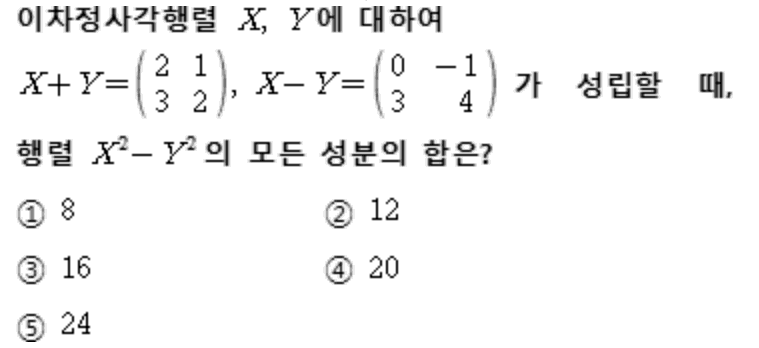 이차정사각행렬 X, Y에 대하여
X+Y=(2 1; 3 2), X-Y=(0 -1; 3 4) 가 성립할 때,
행렬 X²-Y²의 모든 성분의 합은?
① 8 ② 12
③ 16 ④ 20
⑤ 24